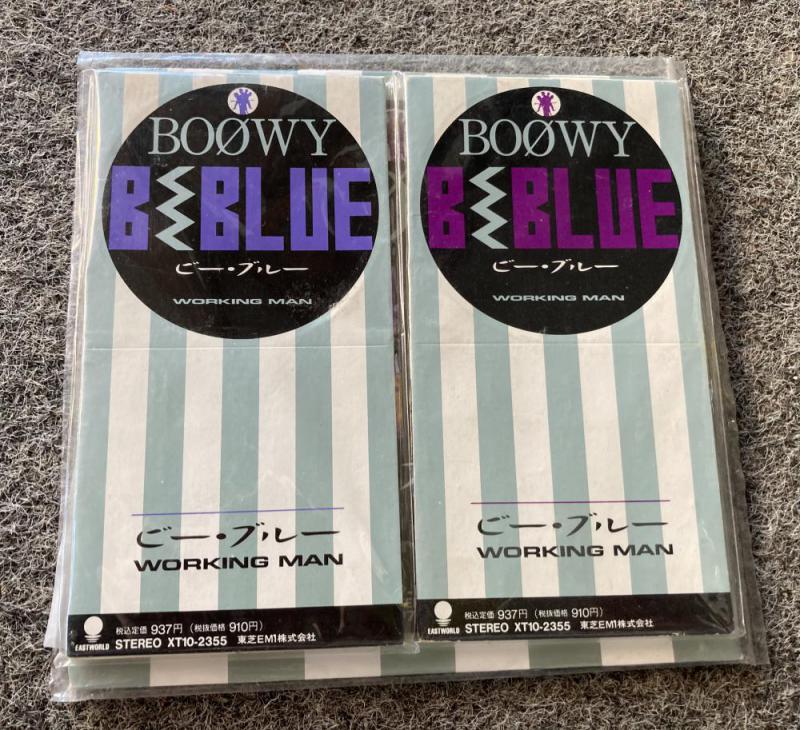 BOØWY
B・BLUE
ビー・ブルー
WORKING MAN
ビー・ブルー
WORKING MAN
EASTWORLD
税込定価 937円 (税抜価格 910円)
STEREO XT10-2355 東芝EMI株式会社
BOØWY
B・BLUE
ビー・ブルー
WORKING MAN
ビー・ブルー
WORKING MAN
EASTWORLD
税込定価 937円 (税抜価格 910円)
STEREO XT10-2355 東芝EMI株式会社